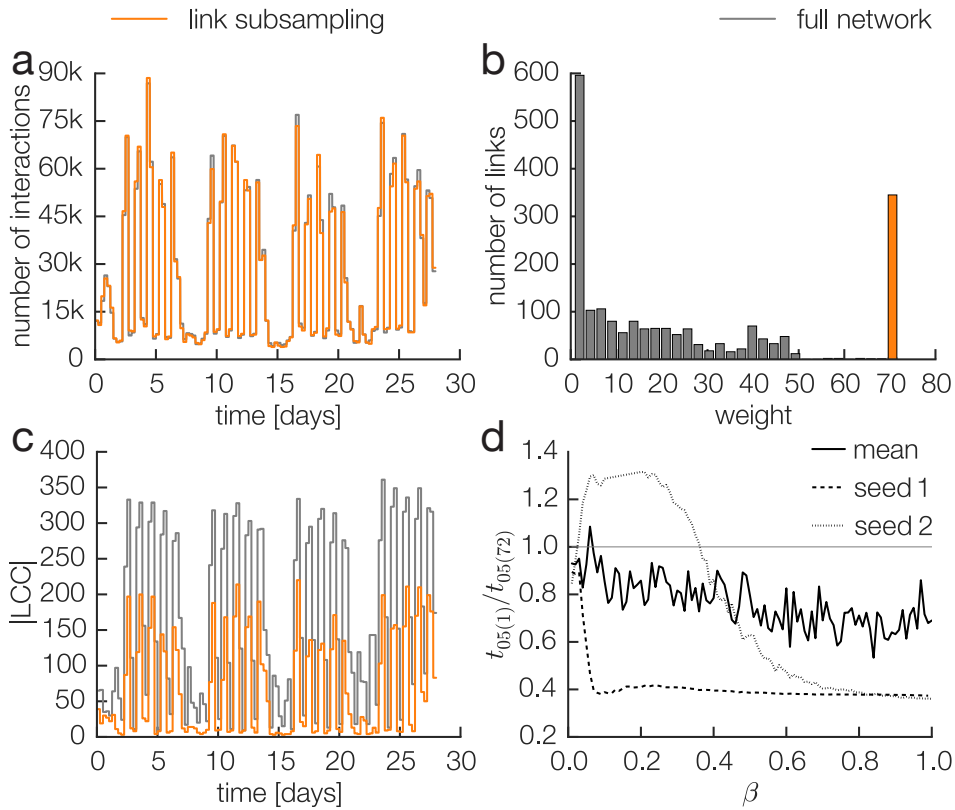 link subsampling
full network
a
number of interactions
90k
75k
60k
45k
30k
15k
0
0 5 10 15 20 25 30
time [days]
b
number of links
600
500
400
300
200
100
0
0 10 20 30 40 50 60 70 80
weight
c
|LCC|
400
350
300
250
200
150
100
50
0
0 5 10 15 20 25 30
time [days]
d
mean
seed 1
seed 2
t05(1)/t05(72)
1.4
1.2
1.0
0.8
0.6
0.4
0.2
0.0 0.2 0.4 0.6 0.8 1.0
β